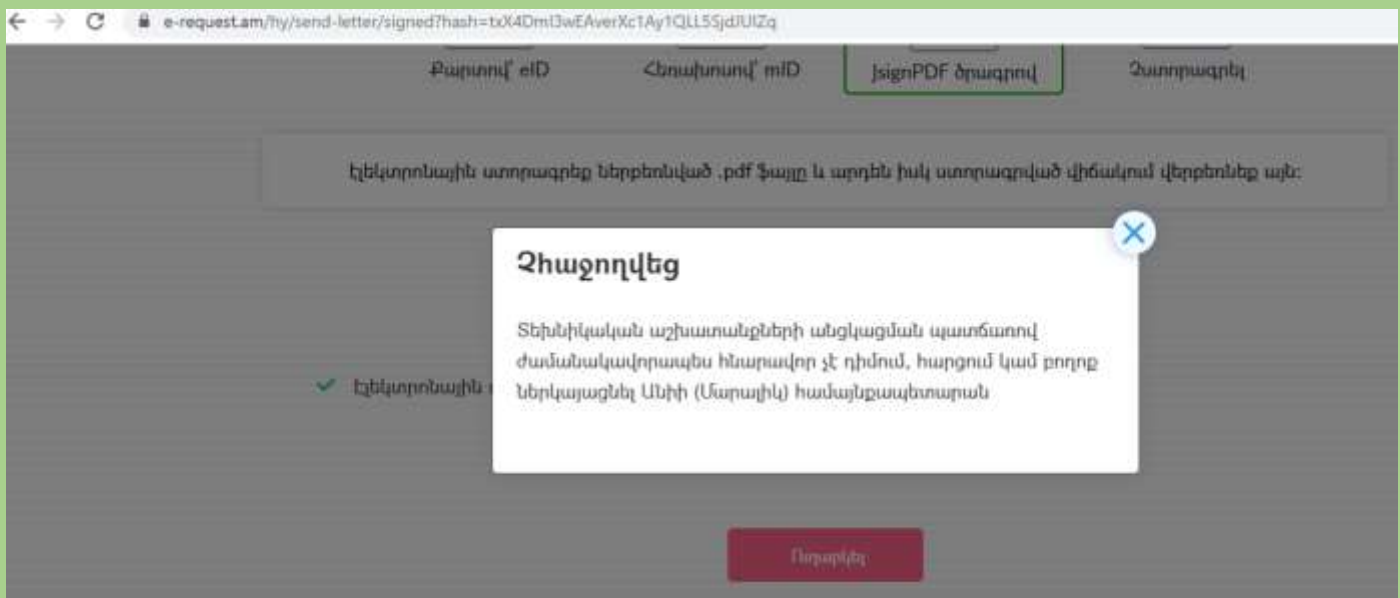 e-request.am/hy/send-letter/signed?hash=txX4Dml3wEAverXc1Ay1QLL5SjdJUlZq
Քարտով՝ eID
Հեռախոսով՝ mID
JsignPDF ծրագրով
Չստորագրել
Էլեկտրոնային ստորագրեք ներբեռնված .pdf ֆայլը և արդեն իսկ ստորագրված վիճակում վերբեռնեք այն:
Չհաջողվեց
Տեխնիկական աշխատանքների անցկացման պատճառով
ժամանակավորապես հնարավոր չէ դիմում, հարցում կամ բողոք
Էլեկտրոնային
ներկայացնել Անիի (Մարալիկ) համայնքապետարան
Ուղարկել